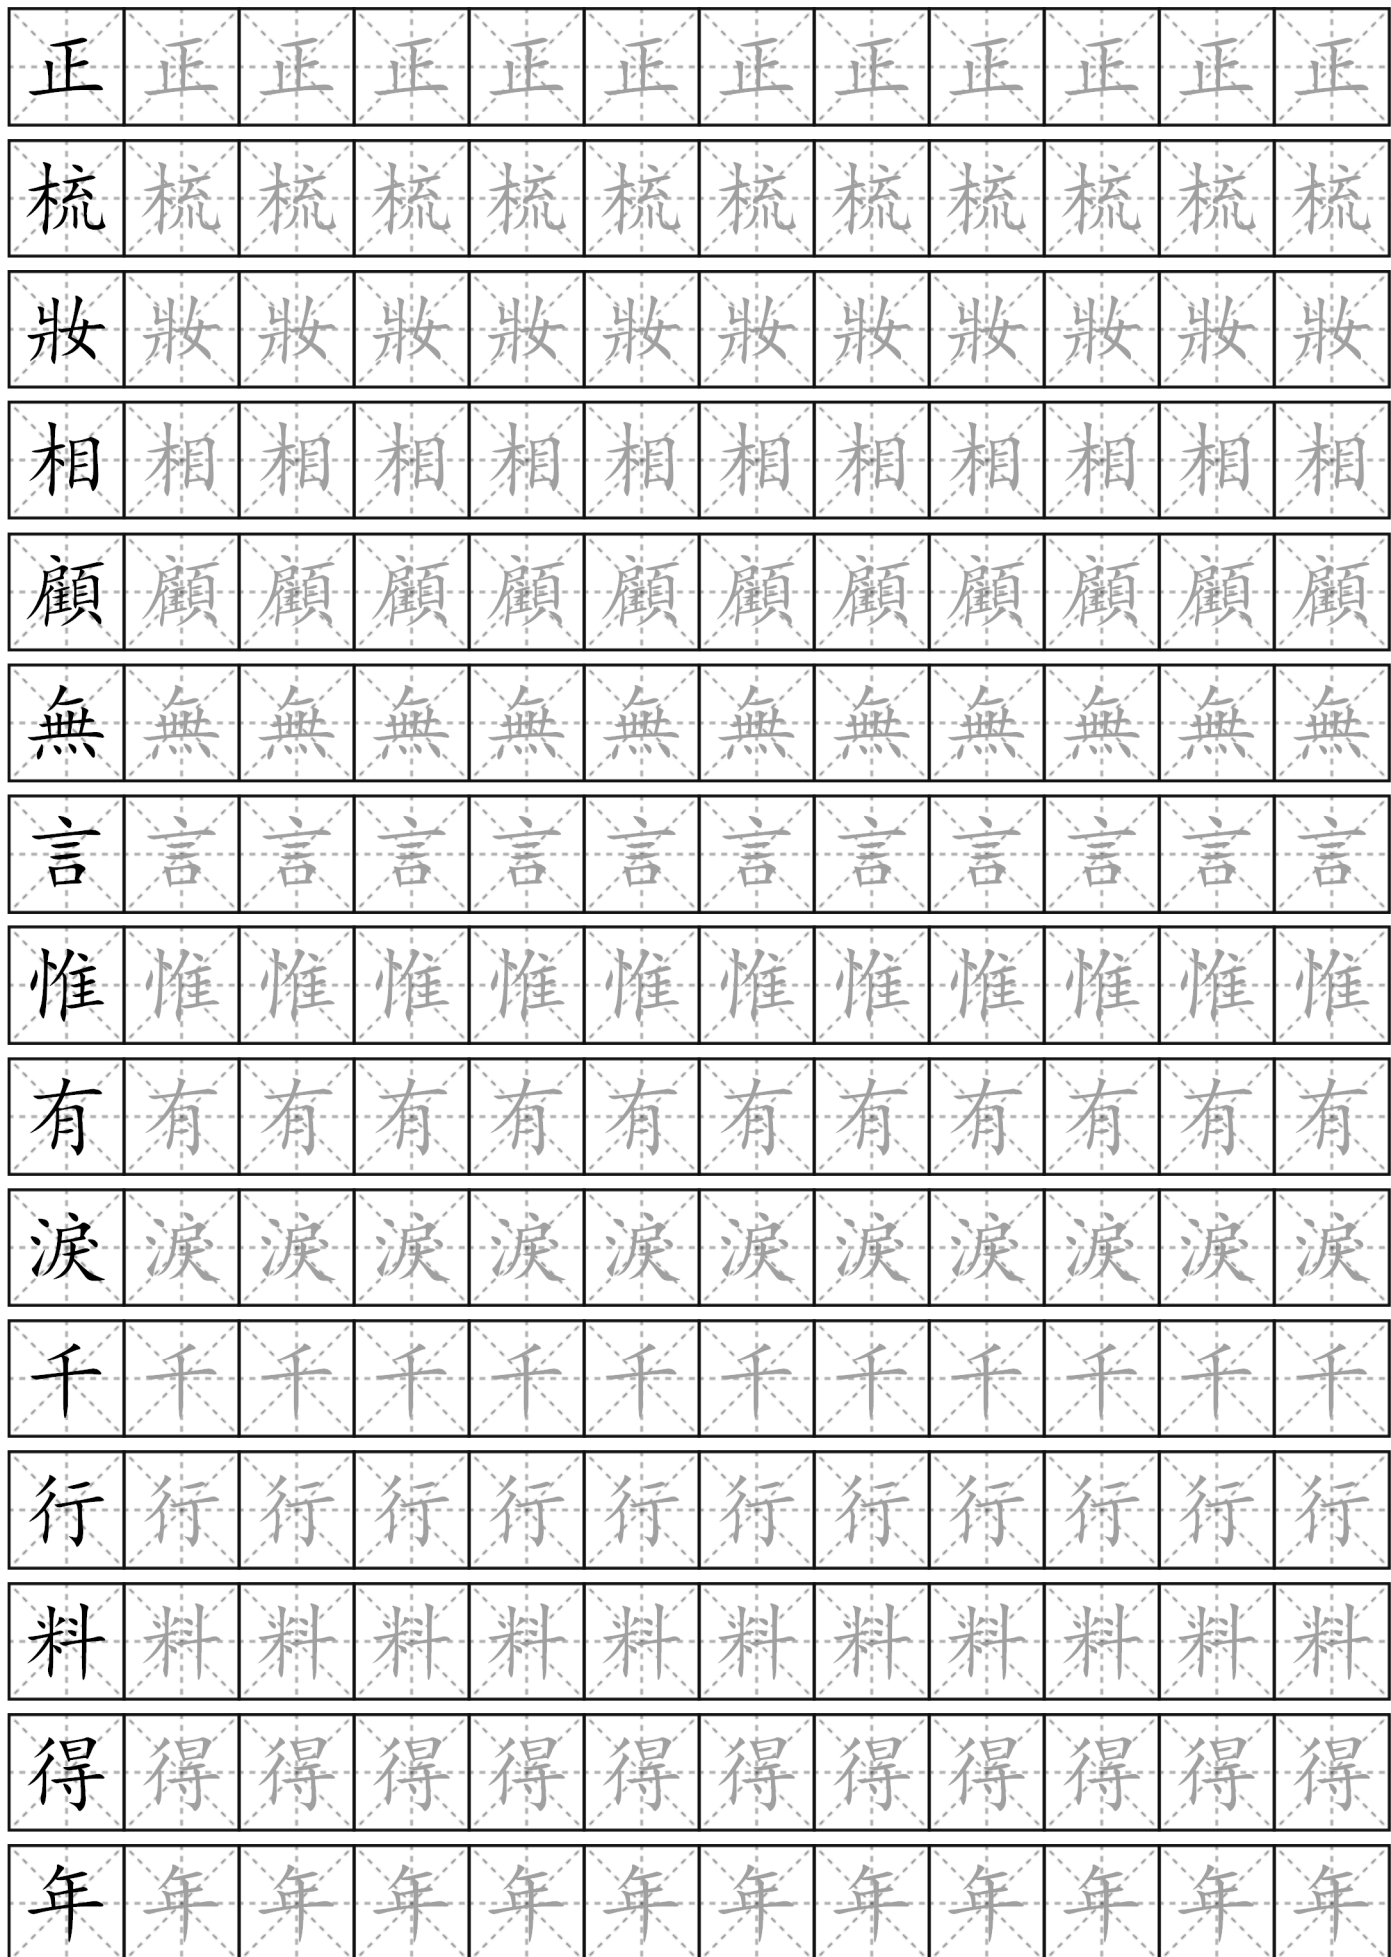 正正正正正正正正正正正正
梳梳梳梳梳梳梳梳梳梳梳梳
妝妝妝妝妝妝妝妝妝妝妝妝
相相相相相相相相相相相相
顧顧顧顧顧顧顧顧顧顧顧顧
無無無無無無無無無無無無
言言言言言言言言言言言言
惟惟惟惟惟惟惟惟惟惟惟惟
有有有有有有有有有有有有
淚淚淚淚淚淚淚淚淚淚淚淚
千千千千千千千千千千千千
行行行行行行行行行行行行
料料料料料料料料料料料料
得得得得得得得得得得得得
年年年年年年年年年年年年